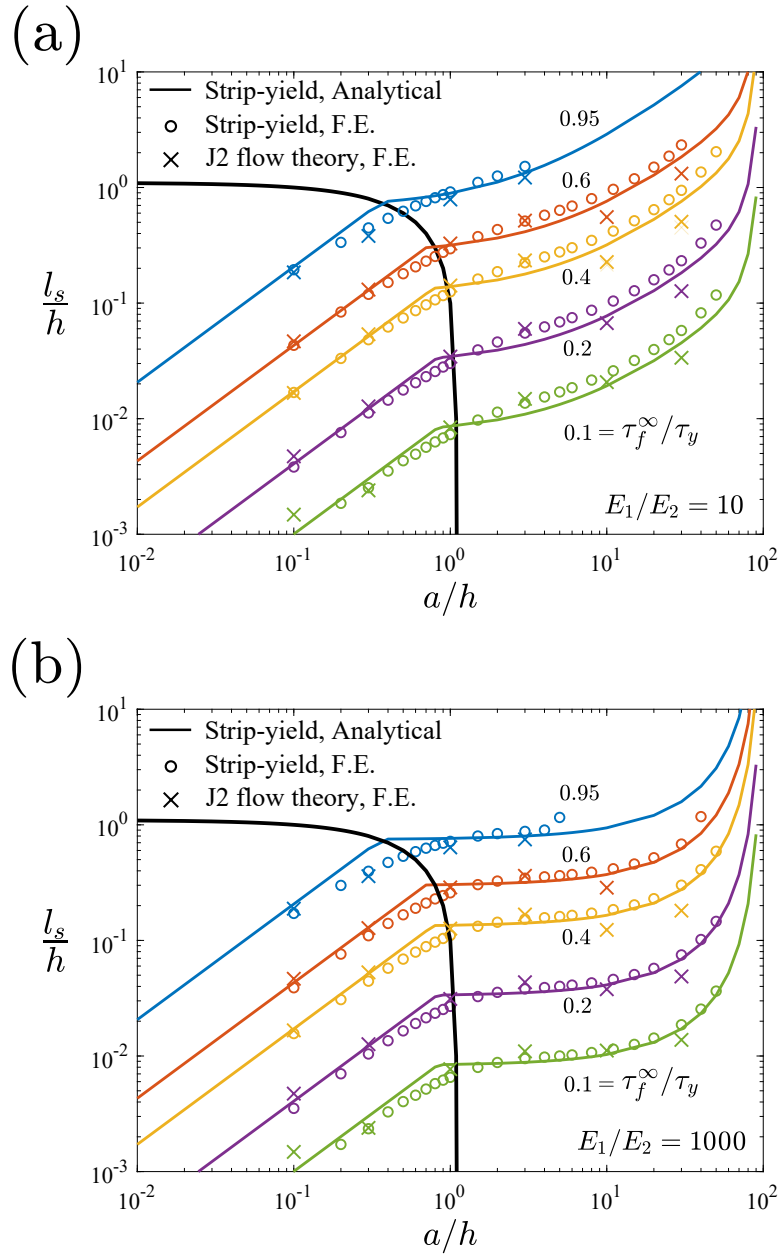 (a)
10^1
10^0
10^{-1}
10^{-2}
10^{-3}
l_s/h
Strip-yield, Analytical
Strip-yield, F.E.
J2 flow theory, F.E.
0.95
0.6
0.4
0.2
0.1 = τ_f^∞/τ_y
E_1/E_2 = 10
10^{-2} 10^{-1} 10^0 10^1 10^2
a/h
(b)
10^1
10^0
10^{-1}
10^{-2}
10^{-3}
l_s/h
Strip-yield, Analytical
Strip-yield, F.E.
J2 flow theory, F.E.
0.95
0.6
0.4
0.2
0.1 = τ_f^∞/τ_y
E_1/E_2 = 1000
10^{-2} 10^{-1} 10^0 10^1 10^2
a/h